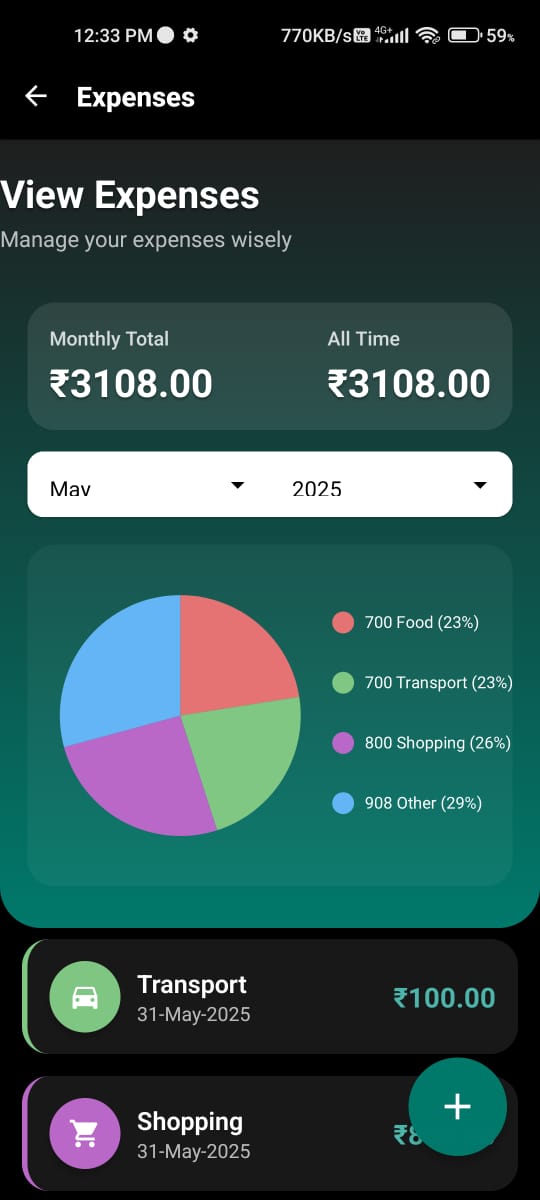 12:33 PM 770KB/s Vo LTE 4G+ 59%
Expenses
View Expenses
Manage your expenses wisely
Monthly Total All Time
₹3108.00 ₹3108.00
May 2025
700 Food (23%)
700 Transport (23%)
800 Shopping (26%)
908 Other (29%)
Transport
31-May-2025
₹100.00
Shopping
31-May-2025